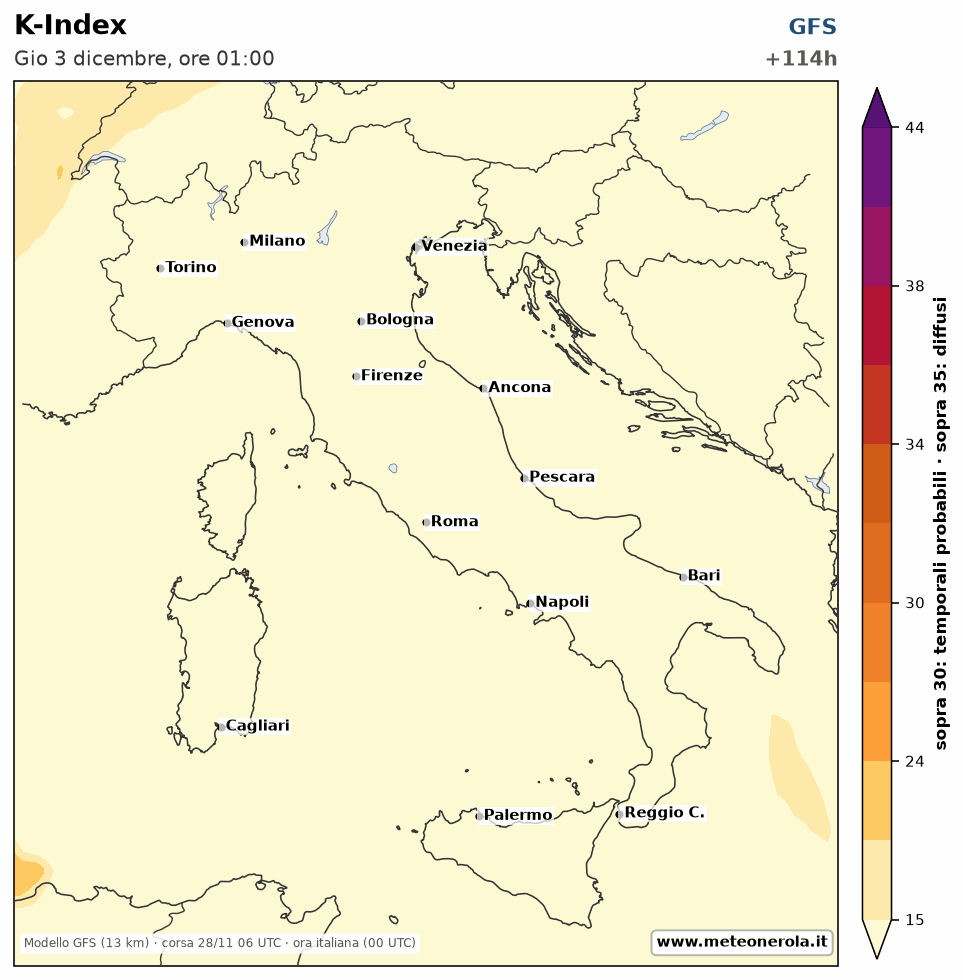 K-Index
GFS
Gio 3 dicembre, ore 01:00
+114h
44
38
34
30
24
15
sopra 30: temporali probabili · sopra 35: diffusi
Milano
Venezia
Torino
Genova
Bologna
Firenze
Ancona
Pescara
Roma
Bari
Napoli
Cagliari
Palermo
Reggio C.
Modello GFS (13 km) · corsa 28/11 06 UTC · ora italiana (00 UTC)
www.meteonerola.it